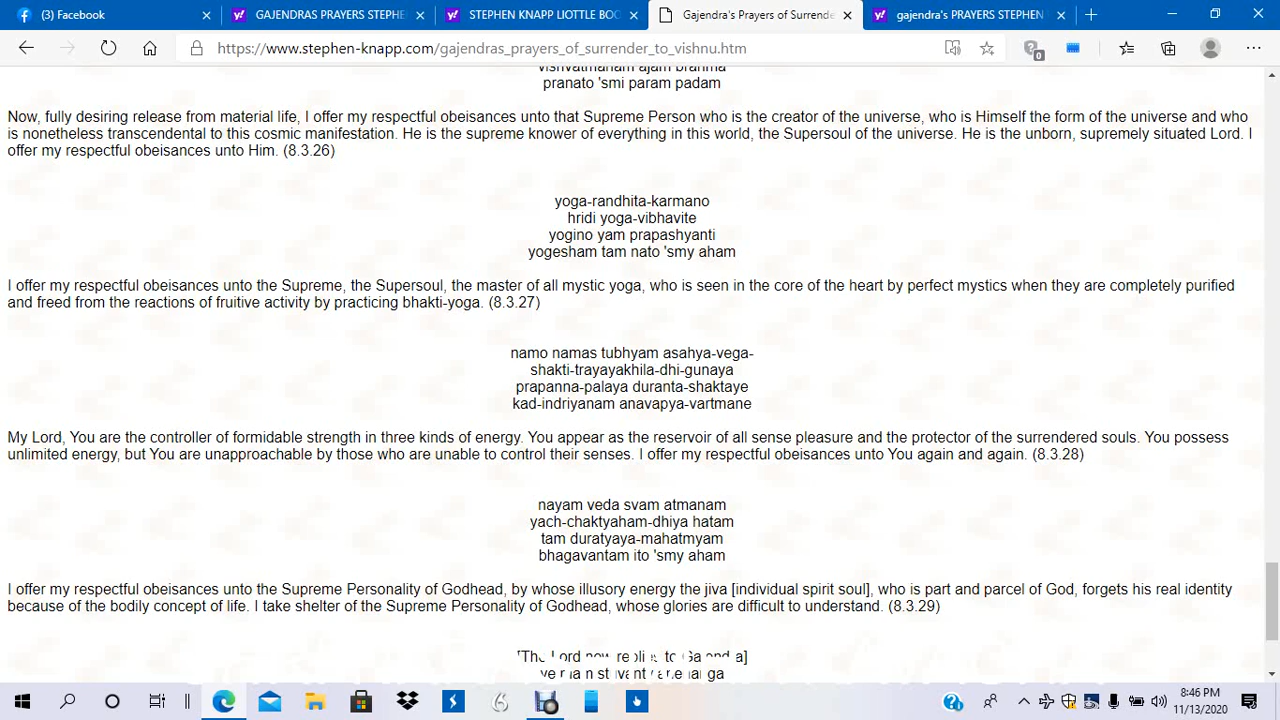 (3) Facebook
GAJENDRAS PRAYERS STEPHE
STEPHEN KNAPP LIOTTLE BOO
Gajendra's Prayers of Surrende
gajendra's PRAYERS STEPHEN
https://www.stephen-knapp.com/gajendras_prayers_of_surrender_to_vishnu.htm
0
vishvatmanam ajam brahma
pranato 'smi param padam
Now, fully desiring release from material life, I offer my respectful obeisances unto that Supreme Person who is the creator of the universe, who is Himself the form of the universe and who
is nonetheless transcendental to this cosmic manifestation. He is the supreme knower of everything in this world, the Supersoul of the universe. He is the unborn, supremely situated Lord. I
offer my respectful obeisances unto Him. (8.3.26)
yoga-randhita-karmano
hridi yoga-vibhavite
yogino yam prapashyanti
yogesham tam nato 'smy aham
I offer my respectful obeisances unto the Supreme, the Supersoul, the master of all mystic yoga, who is seen in the core of the heart by perfect mystics when they are completely purified
and freed from the reactions of fruitive activity by practicing bhakti-yoga. (8.3.27)
namo namas tubhyam asahya-vega-
shakti-trayayakhila-dhi-gunaya
prapanna-palaya duranta-shaktaye
kad-indriyanam anavapya-vartmane
My Lord, You are the controller of formidable strength in three kinds of energy. You appear as the reservoir of all sense pleasure and the protector of the surrendered souls. You possess
unlimited energy, but You are unapproachable by those who are unable to control their senses. I offer my respectful obeisances unto You again and again. (8.3.28)
nayam veda svam atmanam
yach-chaktyaham-dhiya hatam
tam duratyaya-mahatmyam
bhagavantam ito 'smy aham
I offer my respectful obeisances unto the Supreme Personality of Godhead, by whose illusory energy the jiva [individual spirit soul], who is part and parcel of God, forgets his real identity
because of the bodily concept of life. I take shelter of the Supreme Personality of Godhead, whose glories are difficult to understand. (8.3.29)
[The Lord now replies to Gajendra]
8:46 PM
11/13/2020